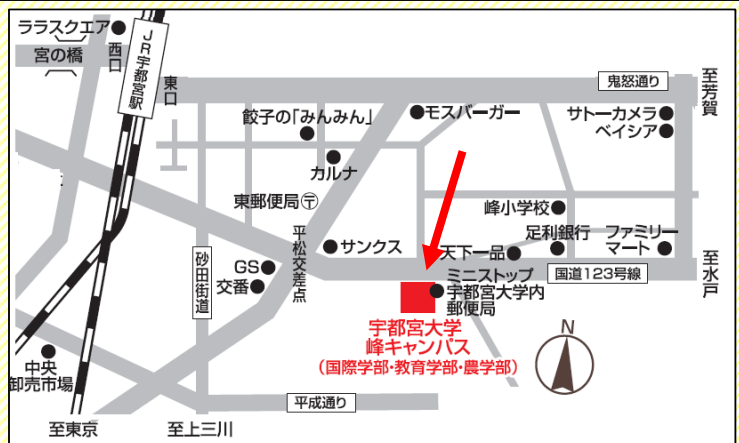 ララスクエア
宮の橋
西口
JR宇都宮駅
東口
鬼怒通り
至芳賀
餃子の「みんみん」
モスバーガー
サトーカメラ
ベイシア
カルナ
東郵便局〒
峰小学校
平松交差点
サンクス
天下一品
足利銀行
ファミリー
マート
至水戸
砂田街道
GS
交番
ミニストップ
宇都宮大学内
郵便局
国道123号線
宇都宮大学
峰キャンパス
(国際学部・教育学部・農学部)
N
中央
卸売市場
平成通り
至東京
至上三川